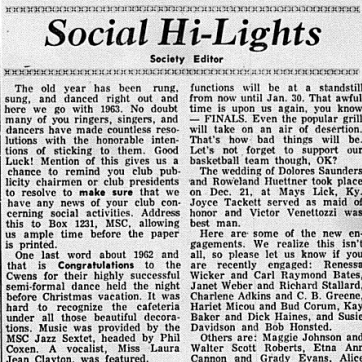 Social Hi-Lights
Society Editor
The old year has been rung,
sung, and danced right out and
here we go with 1963. No doubt
many of you ringers, singers, and
dancers have made countless reso-
lutions with the honorable inten-
tions of sticking to them. Good
Luck! Mention of this gives us a
chance to remind you club pub-
licity chairmen or club presidents
to resolve to make sure that we
have any news of your club con-
cerning social activities. Address
this to Box 1231, MSC, allowing
us ample time before the paper
is printed.
One last word about 1962 and
that is Congratulations to the
Cwens for their highly successful
semi-formal dance held the night
before Christmas vacation. It was
hard to recognize the cafeteria
under all those beautiful decora-
tions. Music was provided by the
MSC Jazz Sextet, headed by Phil
Coxen. A vocalist, Miss Laura
Jean Clayton, was featured.
functions will be at a standstill
from now until Jan. 30. That awful
time is upon us again, you know
— FINALS. Even the popular grill
will take on an air of desertion.
That's how bad things will be.
Let's not forget to support our
basketball team though, OK?
The wedding of Dolores Saunders
and Roweland Huettner took place
on Dec. 21, at Mays Lick, Ky.
Joyce Tackett served as maid of
honor and Victor Venettozzi was
best man.
Here are some of the new en-
gagements. We realize this isn't
all, so please let us know if you
are recently engaged: Renessa
Wicker and Carl Raymond Bates,
Janet Weber and Richard Stallard,
Charlene Adkins and C. B. Greene,
Hariet Micou and Bud Corum, Kay
Baker and Dick Haines, and Susie
Davidson and Bob Honsted.
Others are: Maggie Johnson and
Walter Scott Roberts, Etna Ann
Cannon and Grady Evans, A